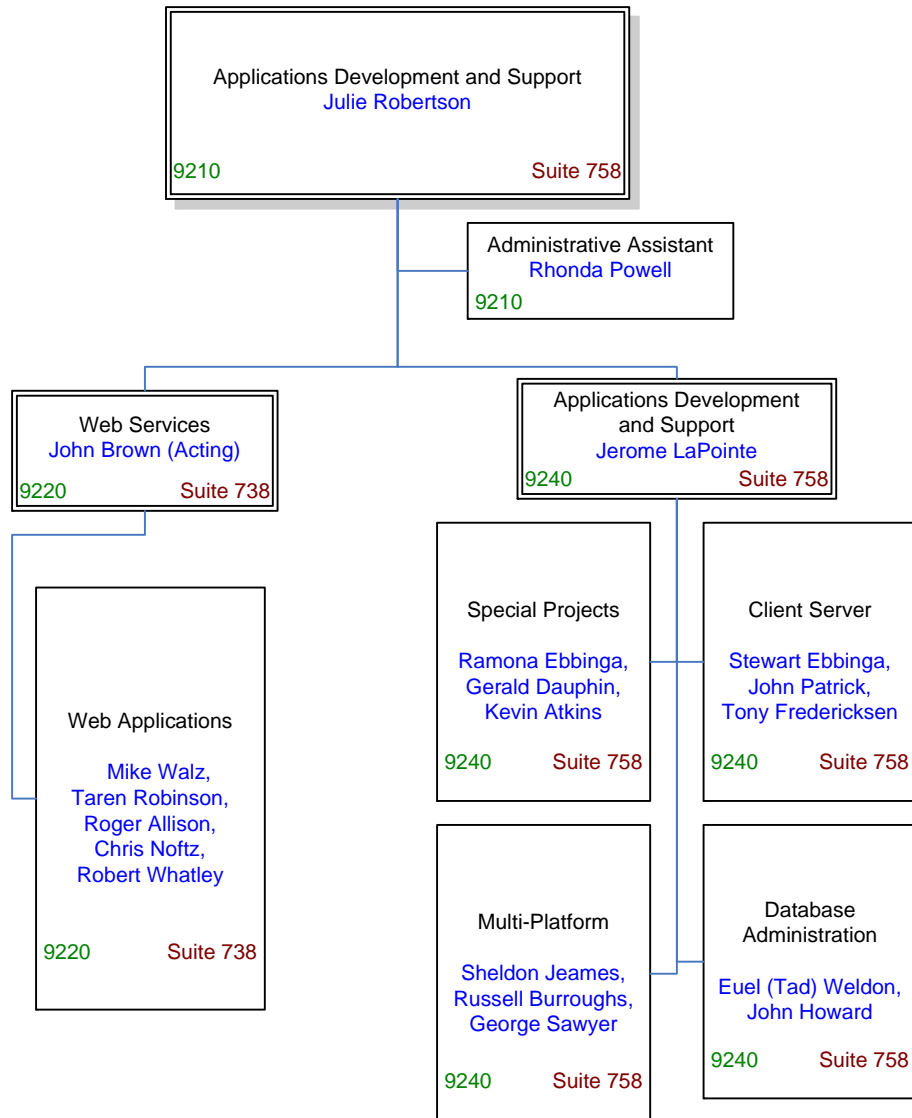 Applications Development and Support
Julie Robertson
9210 Suite 758
Administrative Assistant
Rhonda Powell
9210
Web Services
John Brown (Acting)
9220 Suite 738
Applications Development
and Support
Jerome LaPointe
9240 Suite 758
Web Applications
Mike Walz,
Taren Robinson,
Roger Allison,
Chris Noftz,
Robert Whatley
9220 Suite 738
Special Projects
Ramona Ebbinga,
Gerald Dauphin,
Kevin Atkins
9240 Suite 758
Client Server
Stewart Ebbinga,
John Patrick,
Tony Fredericksen
9240 Suite 758
Multi-Platform
Sheldon Jeames,
Russell Burroughs,
George Sawyer
9240 Suite 758
Database
Administration
Euel (Tad) Weldon,
John Howard
9240 Suite 758